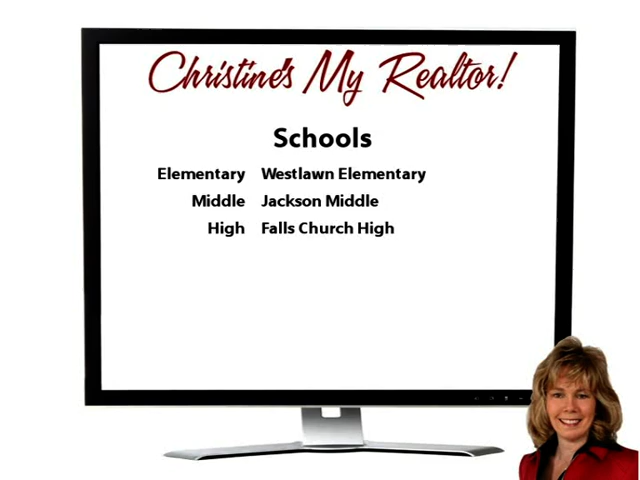 Christine's My Realtor!
Schools
Elementary Westlawn Elementary
Middle Jackson Middle
High Falls Church High